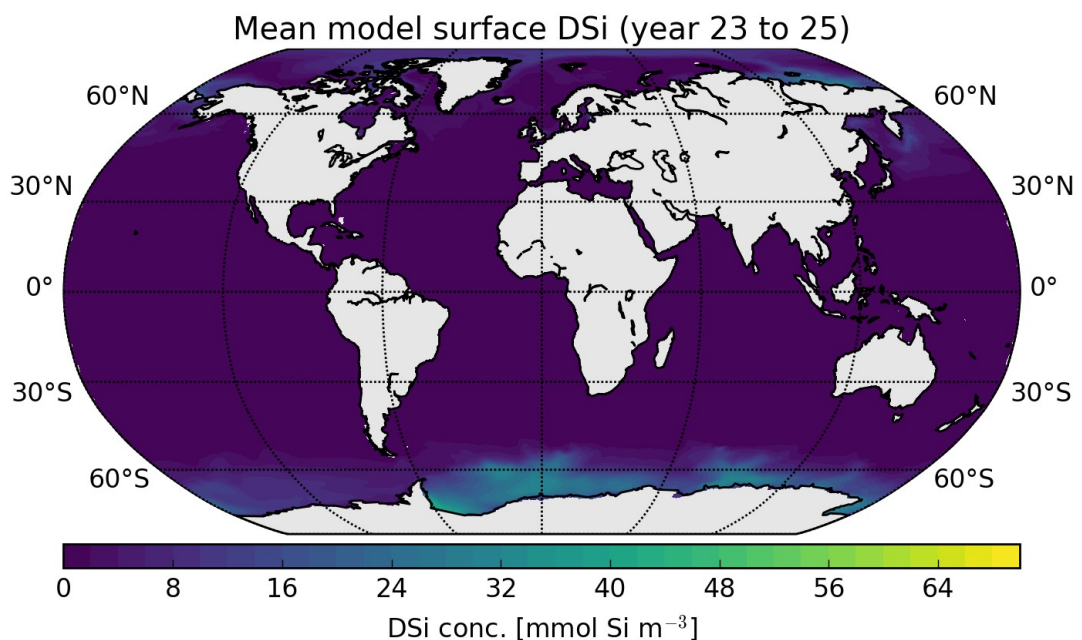 Mean model surface DSi (year 23 to 25)
60°N 60°N
30°N 30°N
0° 0°
30°S 30°S
60°S 60°S
0 8 16 24 32 40 48 56 64
DSi conc. [mmol Si m⁻³]